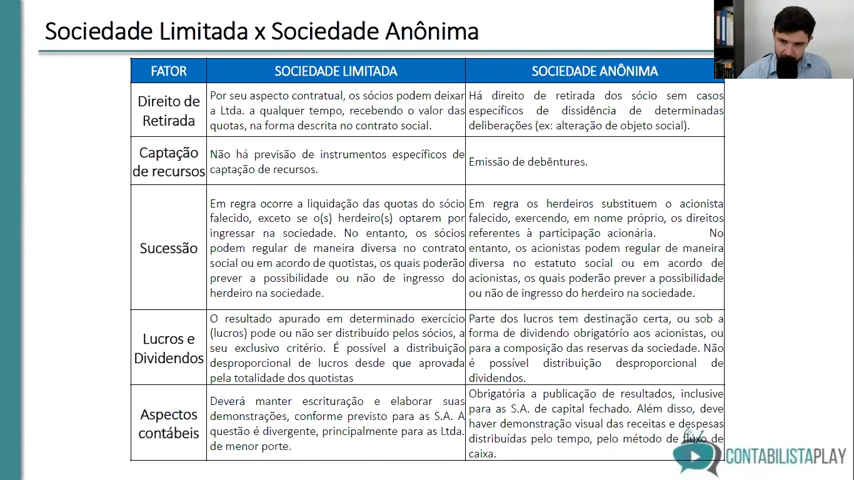 Sociedade Limitada x Sociedade Anônima
FATOR
SOCIEDADE LIMITADA
SOCIEDADE ANÔNIMA
Direito de
Retirada
Por seu aspecto contratual, os sócios podem deixar
a Ltda. a qualquer tempo, recebendo o valor das
quotas, na forma descrita no contrato social.
Há direito de retirada dos sócio sem casos
específicos de dissidência de determinadas
deliberações (ex: alteração de objeto social).
Captação
de recursos
Não há previsão de instrumentos específicos de
captação de recursos.
Emissão de debêntures.
Sucessão
Em regra ocorre a liquidação das quotas do sócio
falecido, exceto se o(s) herdeiro(s) optarem por
ingressar na sociedade. No entanto, os sócios
podem regular de maneira diversa no contrato
social ou em acordo de quotistas, os quais poderão
prever a possibilidade ou não de ingresso do
herdeiro na sociedade.
Em regra os herdeiros substituem o acionista
falecido, exercendo, em nome próprio, os direitos
referentes à participação acionária. No
entanto, os acionistas podem regular de maneira
diversa no estatuto social ou em acordo de
acionistas, os quais poderão prever a possibilidade
ou não de ingresso do herdeiro na sociedade.
Lucros e
Dividendos
O resultado apurado em determinado exercício
(lucros) pode ou não ser distribuído pelos sócios, a
seu exclusivo critério. É possível a distribuição
desproporcional de lucros desde que aprovada
pela totalidade dos quotistas
Parte dos lucros tem destinação certa, ou sob a
forma de dividendo obrigatório aos acionistas, ou
para a composição das reservas da sociedade. Não
é possível distribuição desproporcional de
dividendos.
Aspectos
contábeis
Deverá manter escrituração e elaborar suas
demonstrações, conforme previsto para as S.A. A
questão é divergente, principalmente para as Ltda.
de menor porte.
Obrigatória a publicação de resultados, inclusive
para as S.A. de capital fechado. Além disso, deve
haver demonstração visual das receitas e despesas
distribuídas pelo tempo, pelo método de fluxo de
caixa.
CONTABILISTAPLAY